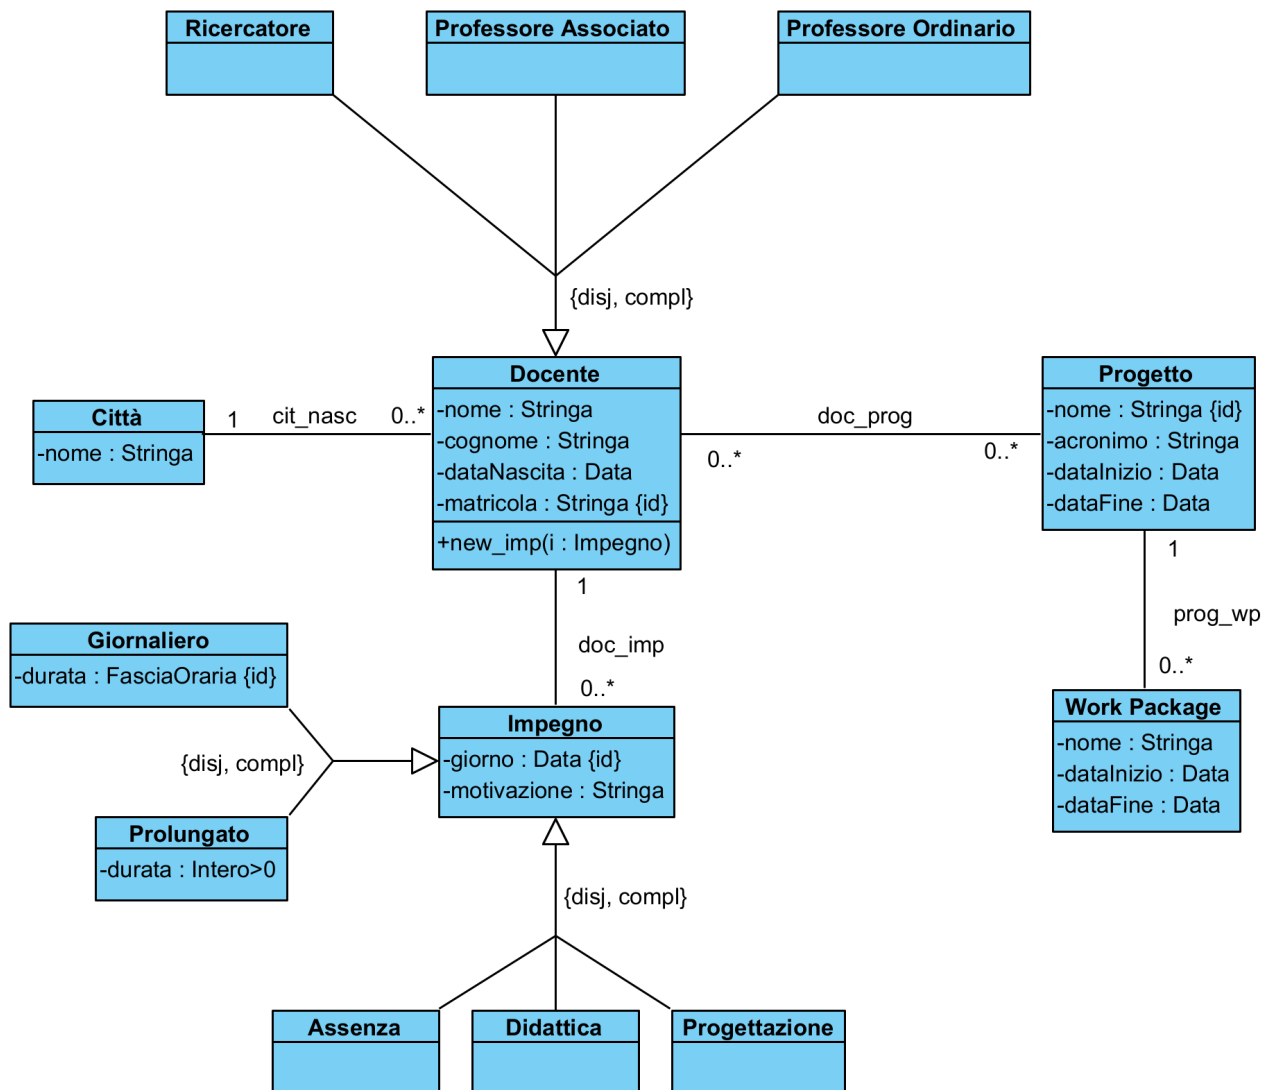 Ricercatore
Professore Associato
Professore Ordinario
{disj, compl}
Docente
-nome : Stringa
-cognome : Stringa
-dataNascita : Data
-matricola : Stringa {id}
+new_imp(i : Impegno)
Città
-nome : Stringa
1
cit_nasc
0..*
doc_prog
0..*
0..*
Progetto
-nome : Stringa {id}
-acronimo : Stringa
-dataInizio : Data
-dataFine : Data
1
prog_wp
0..*
Work Package
-nome : Stringa
-dataInizio : Data
-dataFine : Data
1
doc_imp
0..*
Giornaliero
-durata : FasciaOraria {id}
{disj, compl}
Prolungato
-durata : Intero>0
Impegno
-giorno : Data {id}
-motivazione : Stringa
{disj, compl}
Assenza
Didattica
Progettazione